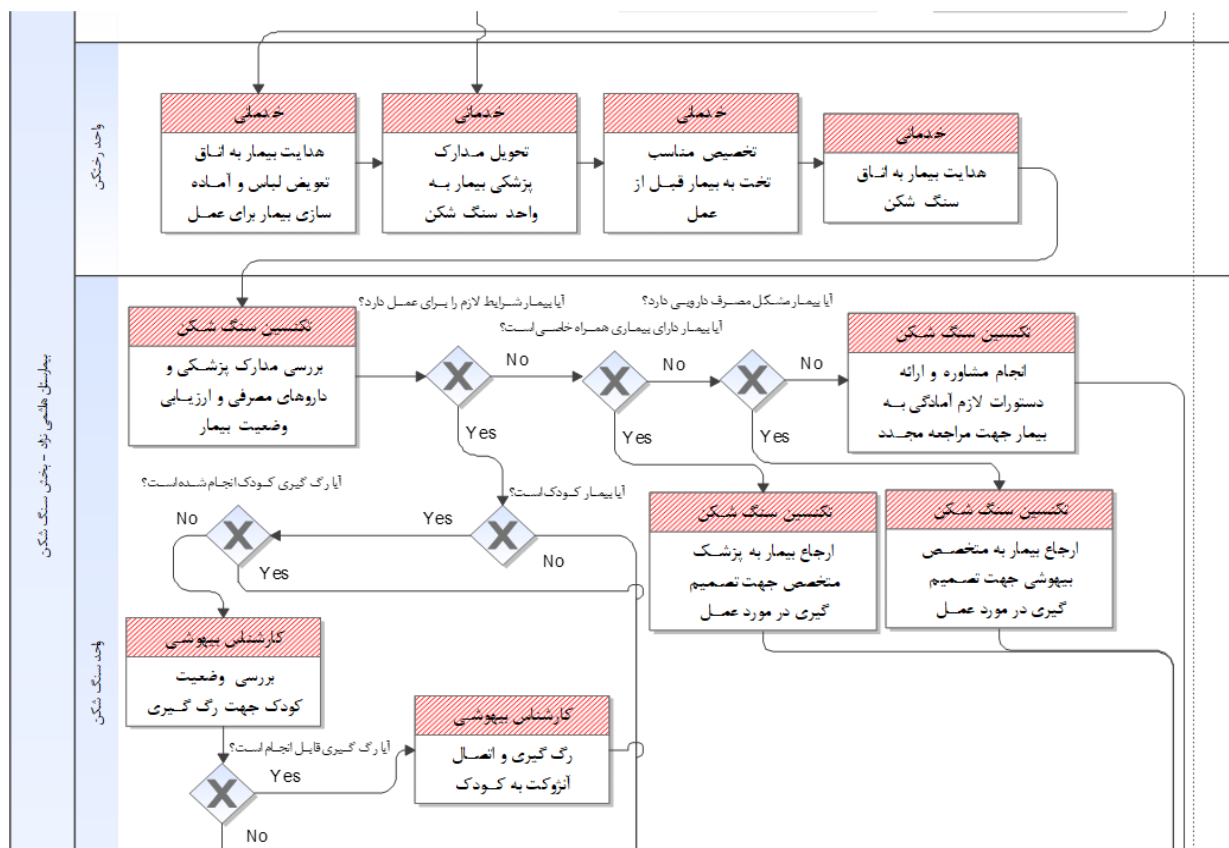 بیمارستان هاشمی نژاد - بخش سنگ شکن
واحد رختکن
خدماتی
هدایت بیمار به اتاق
تعویض لباس و آماده
سازی بیمار برای عمل
خدماتی
تحویل مدارک
پزشکی بیمار به
واحد سنگ شکن
خدماتی
تخصیص مناسب
تخت به بیمار قبل از
عمل
خدماتی
هدایت بیمار به اتاق
سنگ شکن
واحد سنگ شکن
تکنسین سنگ شکن
بررسی مدارک پزشکی و
داروهای مصرفی و ارزیابی
وضعیت بیمار
آیا بیمار شرایط لازم را برای عمل دارد؟
No
Yes
آیا بیمار دارای بیماری همراه خاصی است؟
No
Yes
آیا بیمار مشکل مصرف دارویی دارد؟
No
Yes
تکنسین سنگ شکن
انجام مشاوره و ارائه
دستورات لازم آمادگی به
بیمار جهت مراجعه مجدد
تکنسین سنگ شکن
ارجاع بیمار به پزشک
متخصص جهت تصمیم
گیری در مورد عمل
تکنسین سنگ شکن
ارجاع بیمار به متخصص
بیهوشی جهت تصمیم
گیری در مورد عمل
آیا بیمار کودک است؟
Yes
No
آیا رگ گیری کودک انجام شده است؟
No
Yes
کارشناس بیهوشی
بررسی وضعیت
کودک جهت رگ گیری
آیا رگ گیری قابل انجام است؟
Yes
No
کارشناس بیهوشی
رگ گیری و اتصال
آنژوکت به کودک